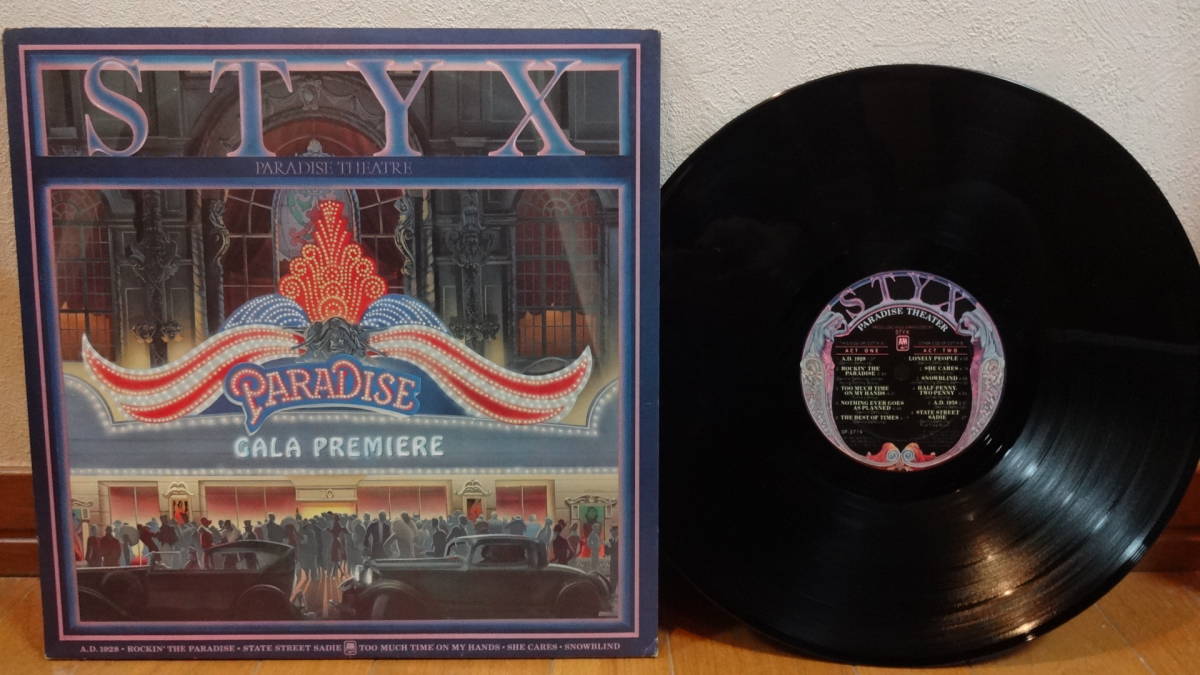 STYX
PARADISE THEATRE
PARADISE
GALA PREMIERE
A.D. 1928 • ROCKIN' THE PARADISE • STATE STREET SADIE A&M TOO MUCH TIME ON MY HANDS • SHE CARES • SNOWBLIND
STYX
PARADISE THEATER
STYX
A&M
ACT ONE
A.D. 1928
ROCKIN' THE
PARADISE
TOO MUCH TIME
ON MY HANDS
NOTHING EVER GOES
AS PLANNED
THE BEST OF TIMES
ACT TWO
LONELY PEOPLE
SHE CARES
SNOWBLIND
HALF-PENNY,
TWO-PENNY
A.D. 1958
STATE STREET
SADIE